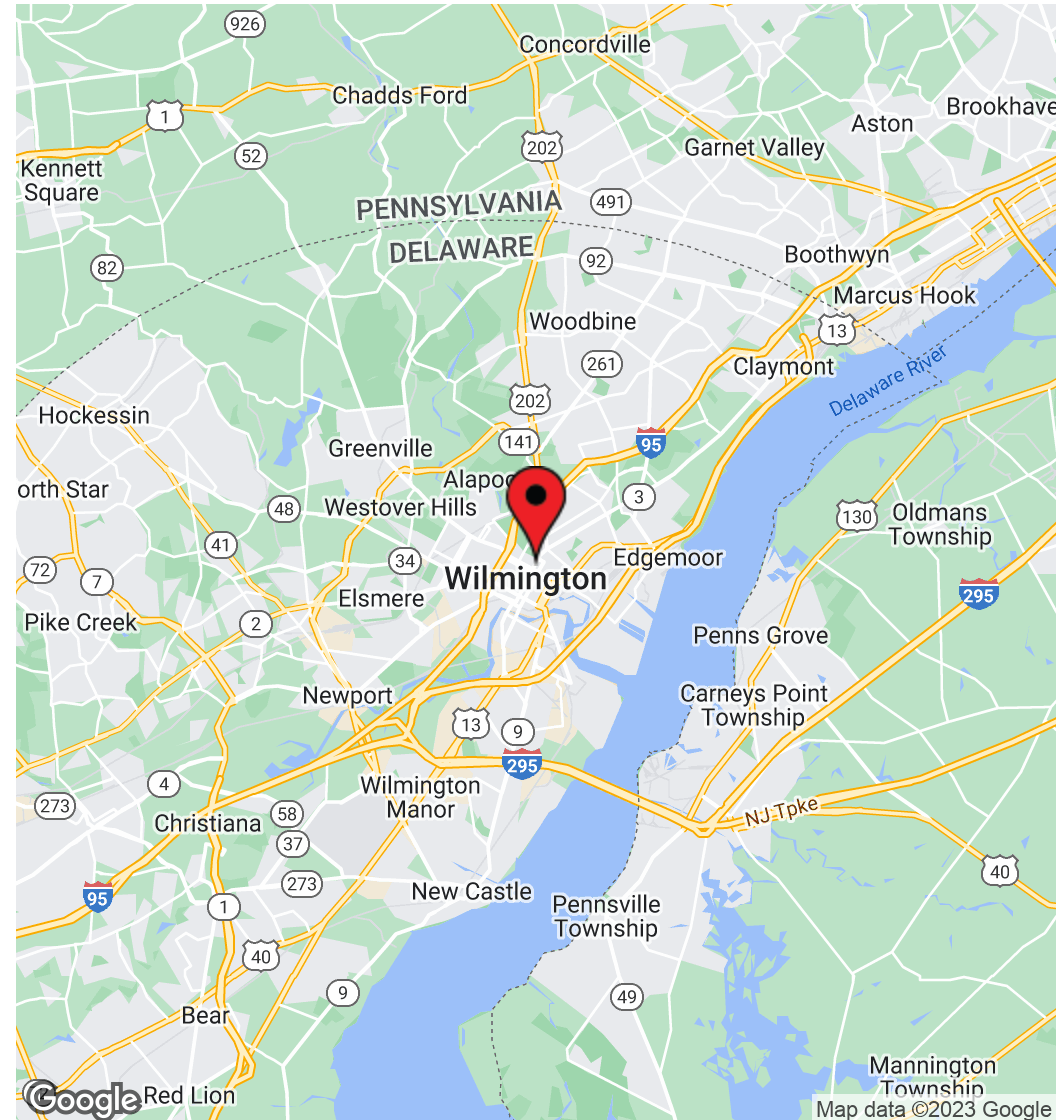 926
Concordville
Chadds Ford
Brookhave
1
Aston
202
Garnet Valley
52
Kennett
Square
PENNSYLVANIA
491
DELAWARE
92
Boothwyn
82
Marcus Hook
Woodbine
13
261
Claymont
Delaware River
202
Hockessin
141
95
Greenville
Alapoc
orth Star
3
48
Westover Hills
130
Oldmans
Township
41
34
Edgemoor
72
7
Wilmington
295
Elsmere
2
Pike Creek
Penns Grove
Newport
Carneys Point
Township
13
9
295
4
Wilmington
Manor
273
58
NJ Tpke
Christiana
37
40
273
95
New Castle
1
Pennsville
Township
40
9
49
Bear
Mannington
Township
Google
Red Lion
Map data ©2023 Google